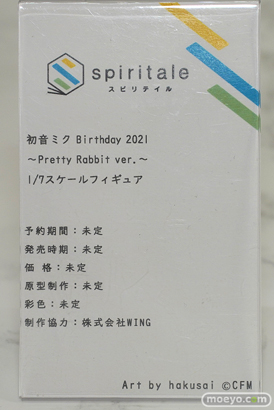 spiritale
スピリテイル
初音ミク Birthday 2021
～Pretty Rabbit ver.～
1/7スケールフィギュア
予約期間：未定
発売時期：未定
価 格：未定
原型制作：未定
彩色：未定
制作協力：株式会社WING
Art by hakusai ©CFM
moeyo.com